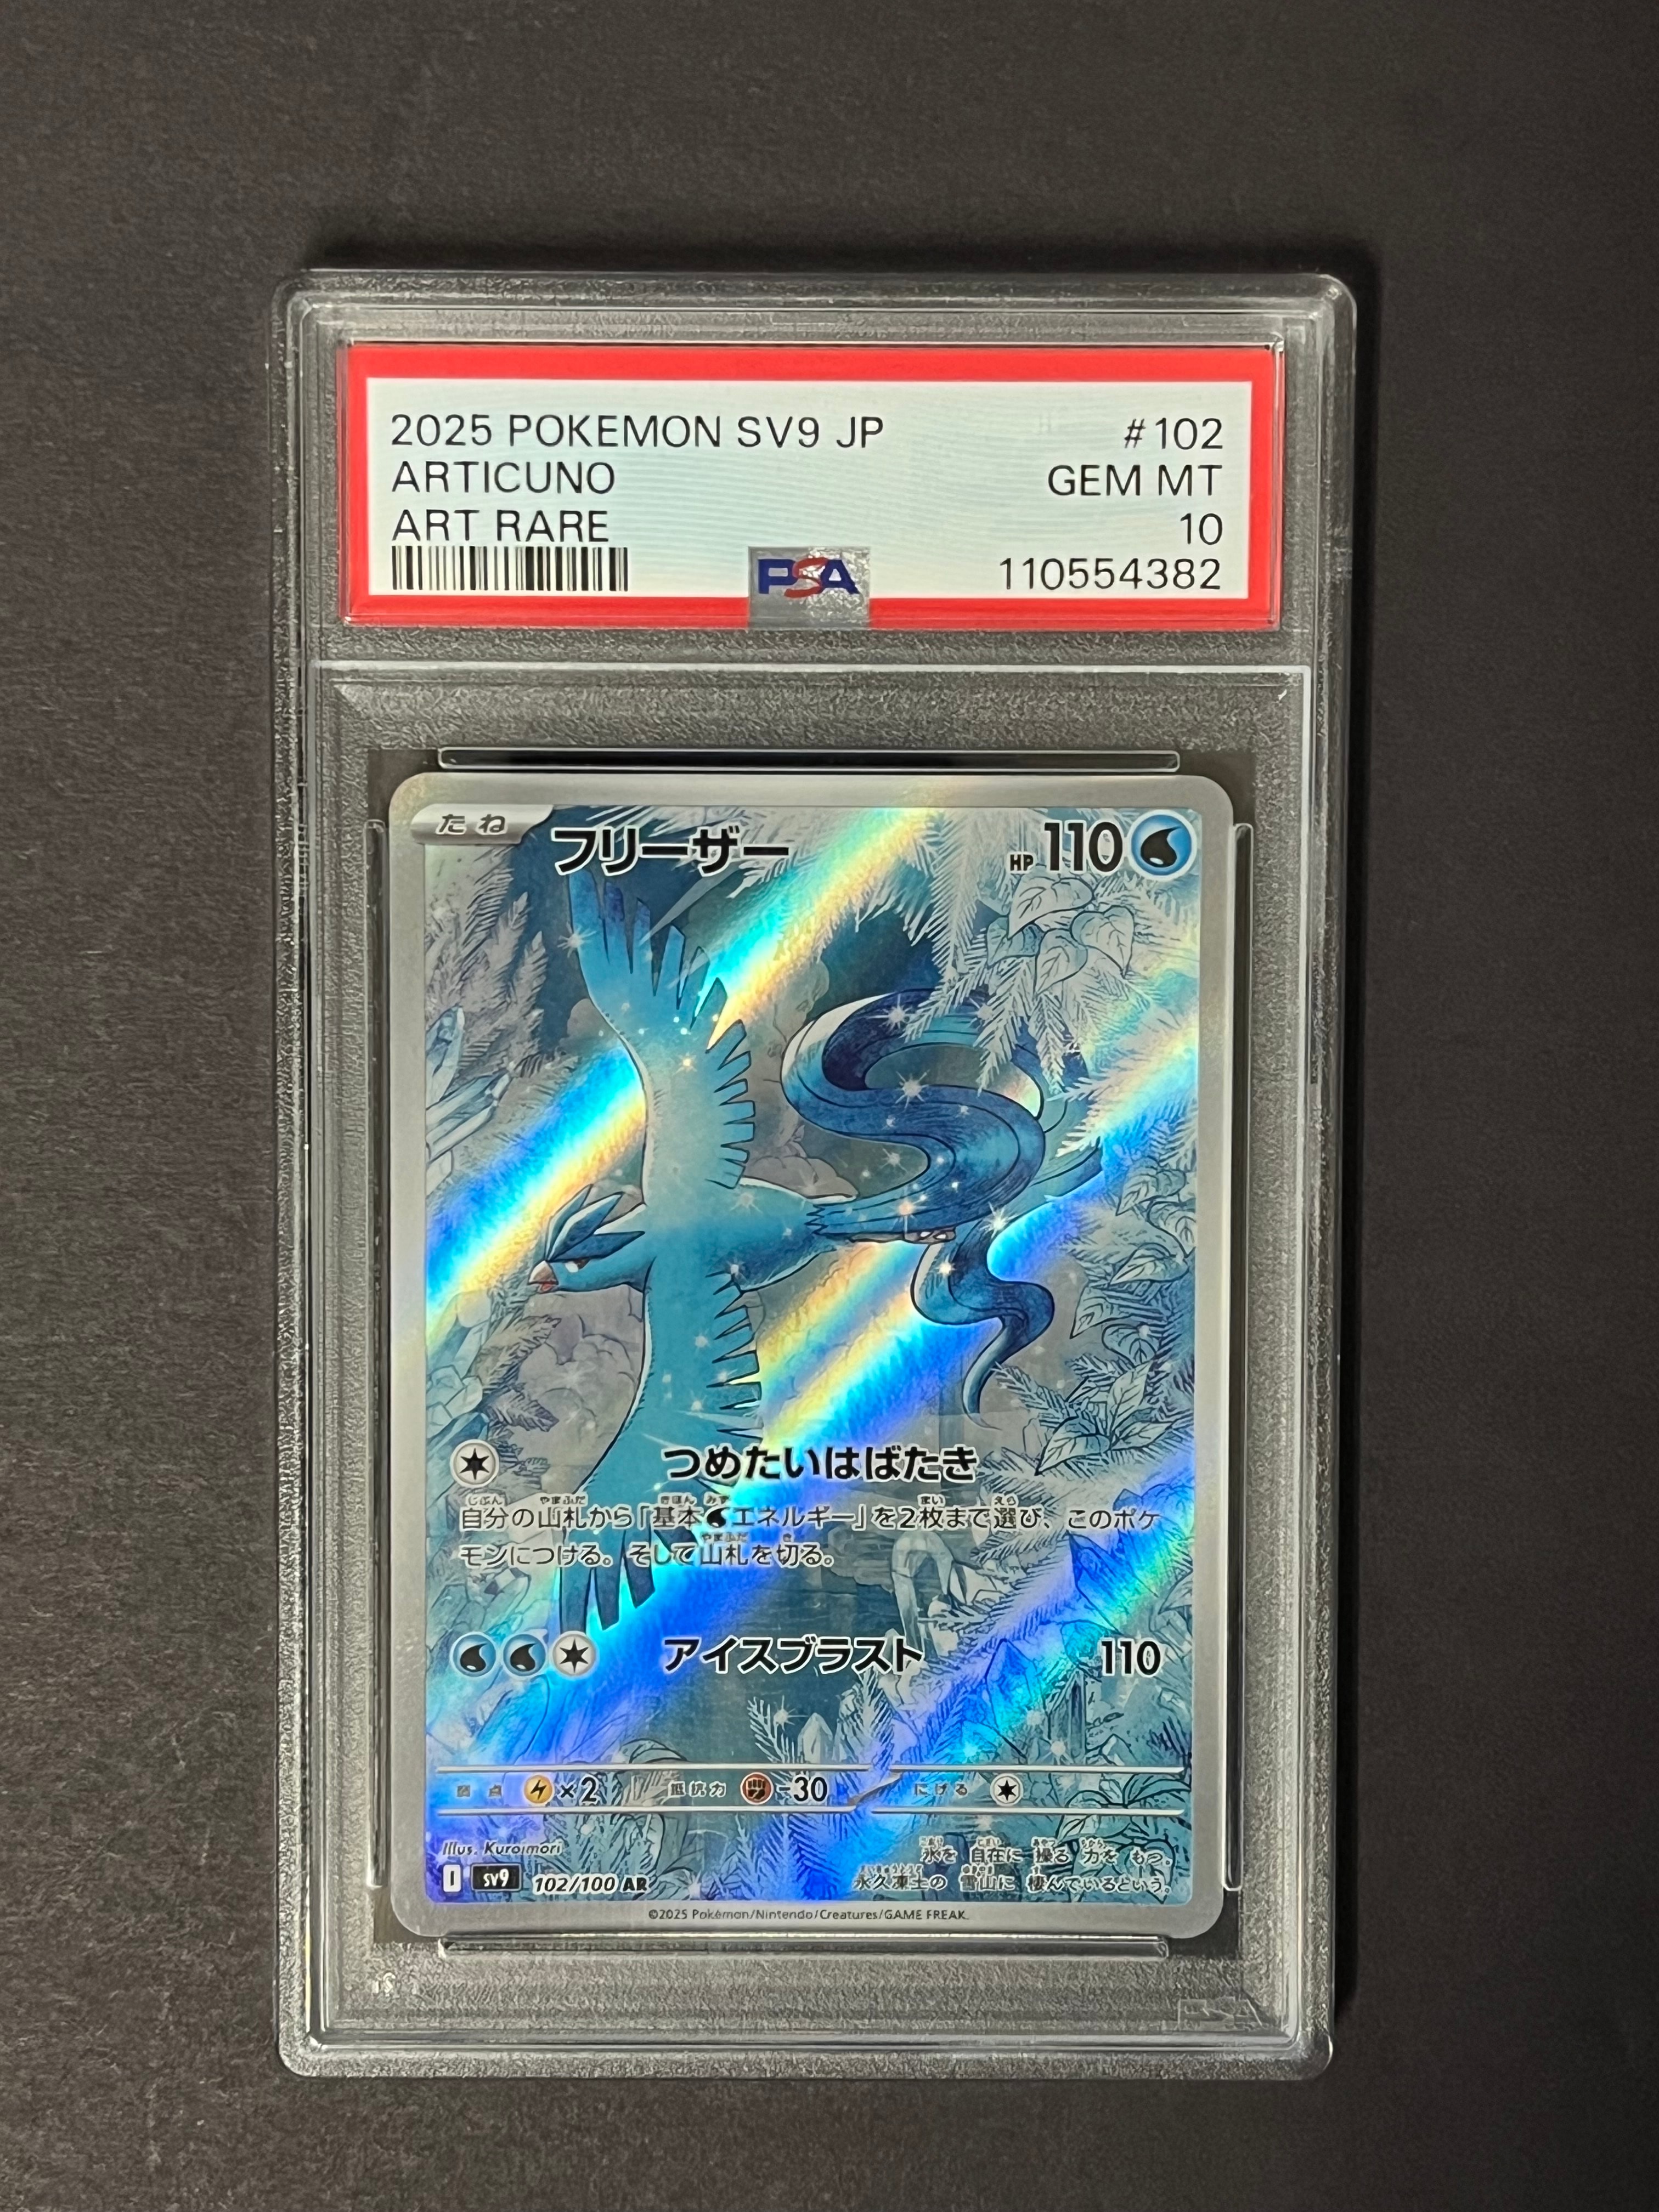 2025 POKEMON SV9 JP #102
ARTICUNO GEM MT
ART RARE 10
PSA 110554382
たね フリーザー HP 110
つめたいはばたき
自分の山札から「基本エネルギー」を2枚まで選び、このポケ
モンにつける。そして山札を切る。
アイスブラスト 110
弱点 ×2 抵抗力 -30 にげる
Illus. Kuroimori
氷を自在に操る力をもつ。
I SV9 102/100 AR
永久凍土の雪山に棲んでいるという。
©2025 Pokémon/Nintendo/Creatures/GAME FREAK.